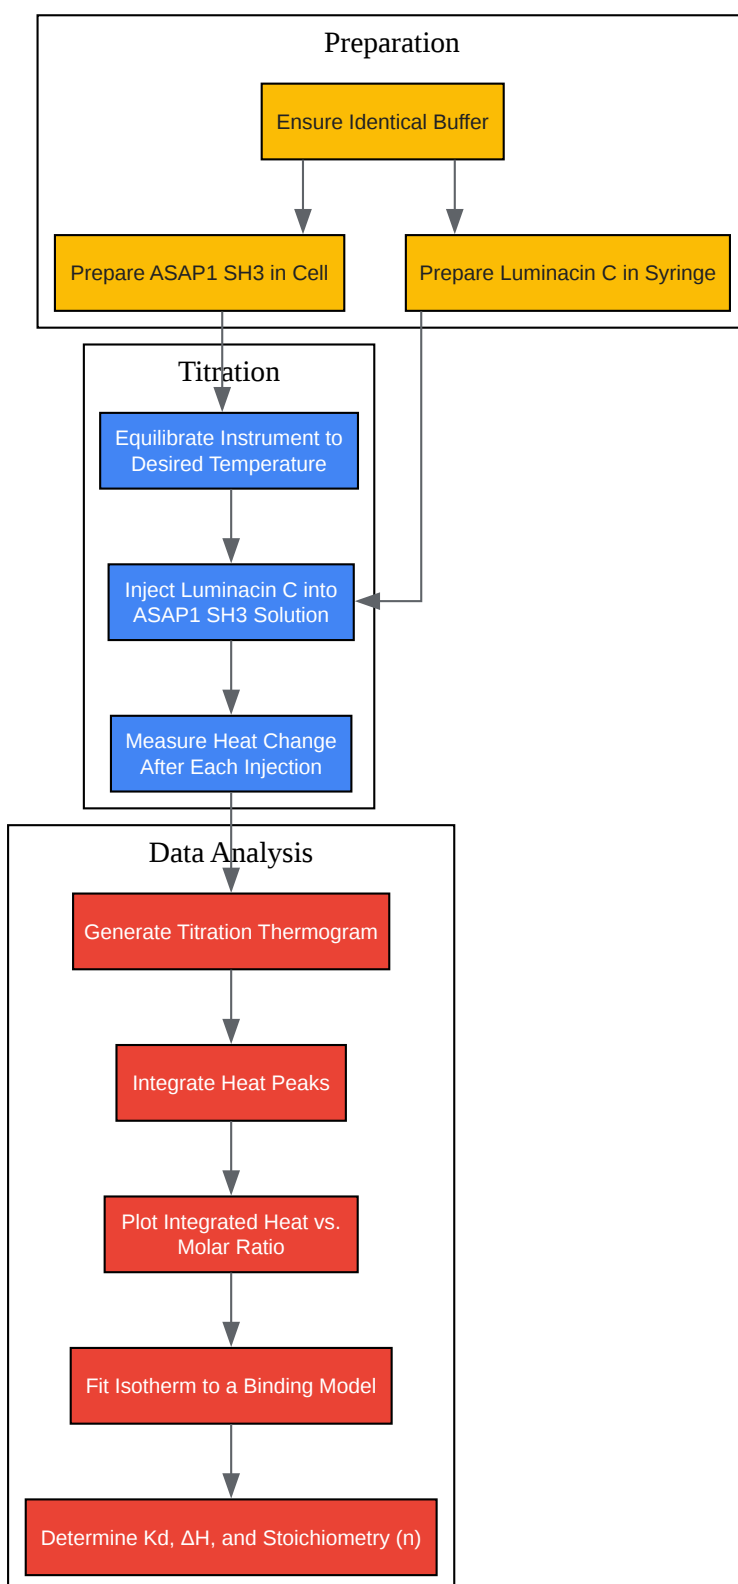 Preparation
Ensure Identical Buffer
Prepare ASAP1 SH3 in Cell
Prepare Luminacin C in Syringe
Titration
Equilibrate Instrument to
Desired Temperature
Inject Luminacin C into
ASAP1 SH3 Solution
Measure Heat Change
After Each Injection
Data Analysis
Generate Titration Thermogram
Integrate Heat Peaks
Plot Integrated Heat vs.
Molar Ratio
Fit Isotherm to a Binding Model
Determine Kd, ΔH, and Stoichiometry (n)